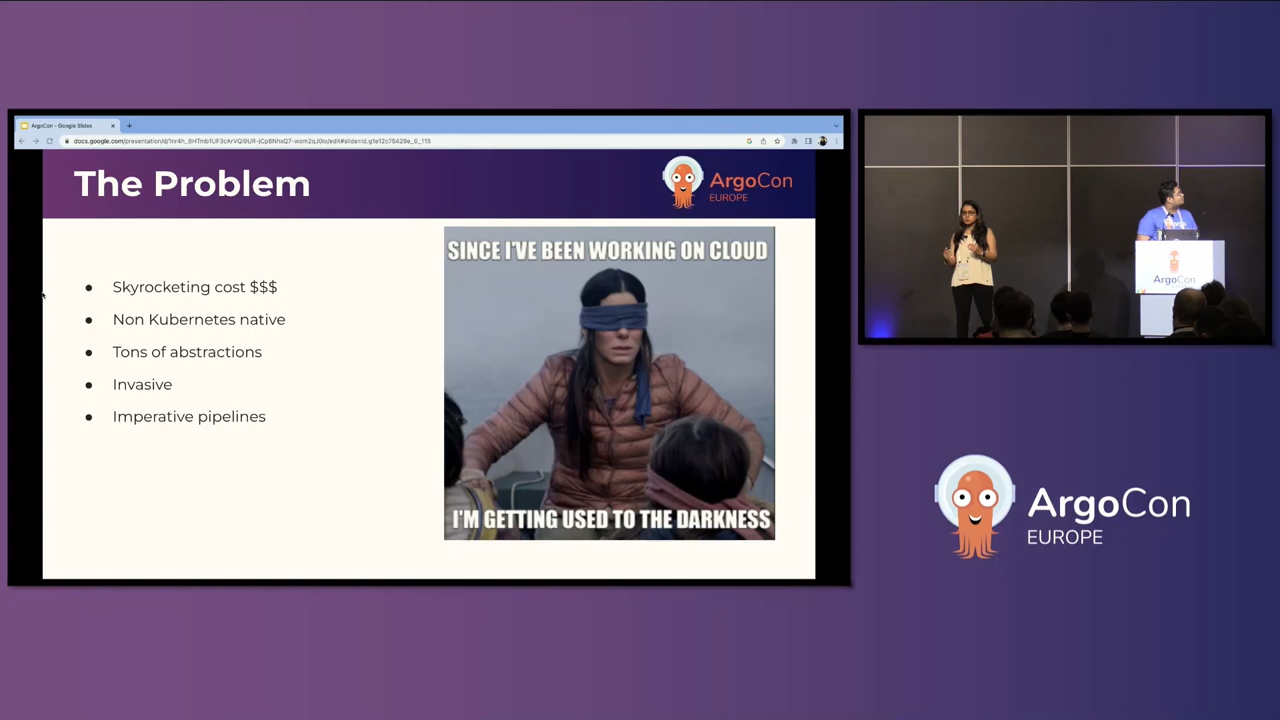 ArgoCon - Google Slides
The Problem
ArgoCon
EUROPE
Skyrocketing cost $$$
Non Kubernetes native
Tons of abstractions
Invasive
Imperative pipelines
SINCE I'VE BEEN WORKING ON CLOUD
I'M GETTING USED TO THE DARKNESS
ArgoCon
ArgoCon
EUROPE